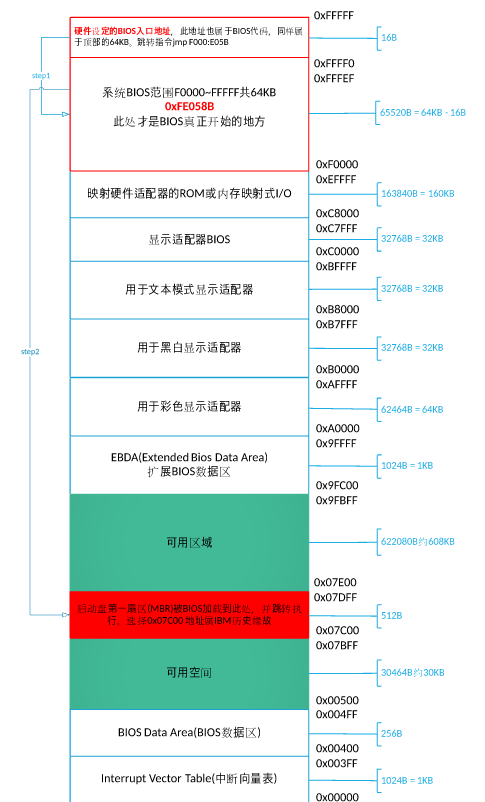 0xFFFFF
硬件设定的BIOS入口地址，此地址也属于BIOS代码，同样属
于顶部的64KB。跳转指令jmp F000:E05B
16B
step1
0xFFFF0
0xFFFEF
系统BIOS范围F0000~FFFFF共64KB
0xFE058B
此处才是BIOS真正开始的地方
65520B = 64KB - 16B
0xF0000
0xEFFFF
映射硬件适配器的ROM或内存映射式I/O
163840B = 160KB
0xC8000
0xC7FFF
显示适配器BIOS
32768B = 32KB
0xC0000
0xBFFFF
用于文本模式显示适配器
32768B = 32KB
0xB8000
0xB7FFF
用于黑白显示适配器
32768B = 32KB
step2
0xB0000
0xAFFFF
用于彩色显示适配器
62464B = 64KB
0xA0000
0x9FFFF
EBDA(Extended Bios Data Area)
扩展BIOS数据区
1024B = 1KB
0x9FC00
0x9FBFF
可用区域
622080B约608KB
0x07E00
0x07DFF
启动盘第一扇区(MBR)被BIOS加载到此处，并跳转执
行。选择0x07C00 地址属IBM历史缘故
512B
0x07C00
0x07BFF
可用空间
30464B约30KB
0x00500
0x004FF
BIOS Data Area(BIOS数据区)
256B
0x00400
0x003FF
Interrupt Vector Table(中断向量表)
1024B = 1KB
0x00000